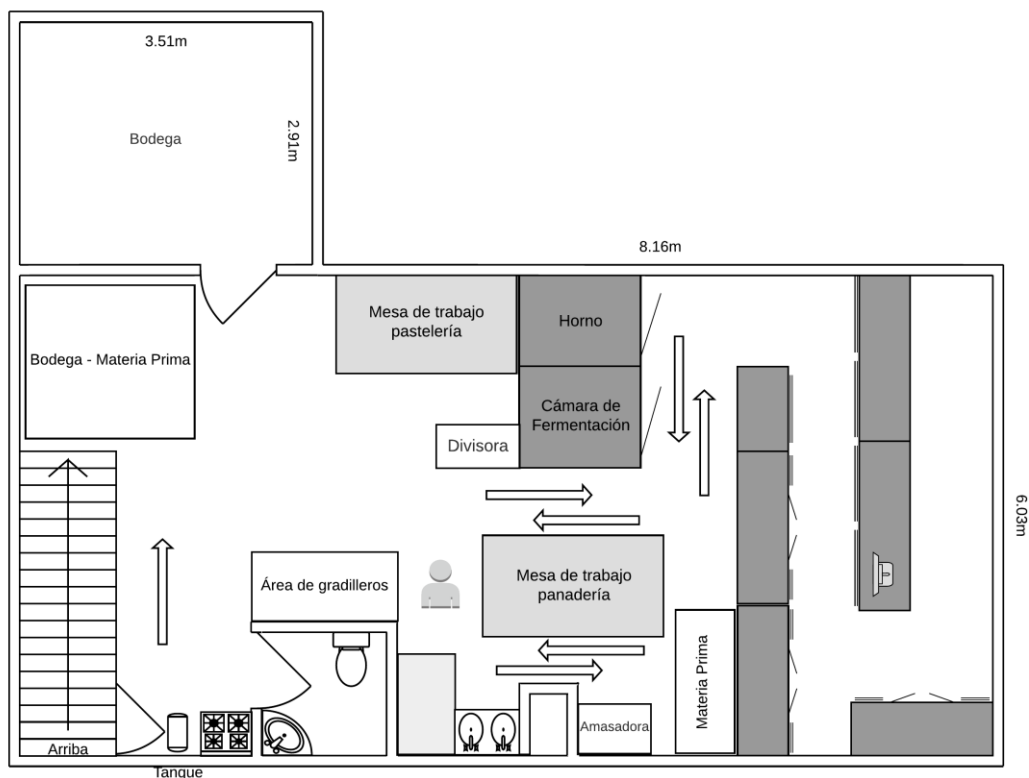 3.51m
Bodega
2.91m
8.16m
Mesa de trabajo
pastelería
Horno
Bodega - Materia Prima
Cámara de
Fermentación
Divisora
6.03m
Área de gradilleros
Mesa de trabajo
panadería
Materia Prima
Amasadora
Arriba
Tanque